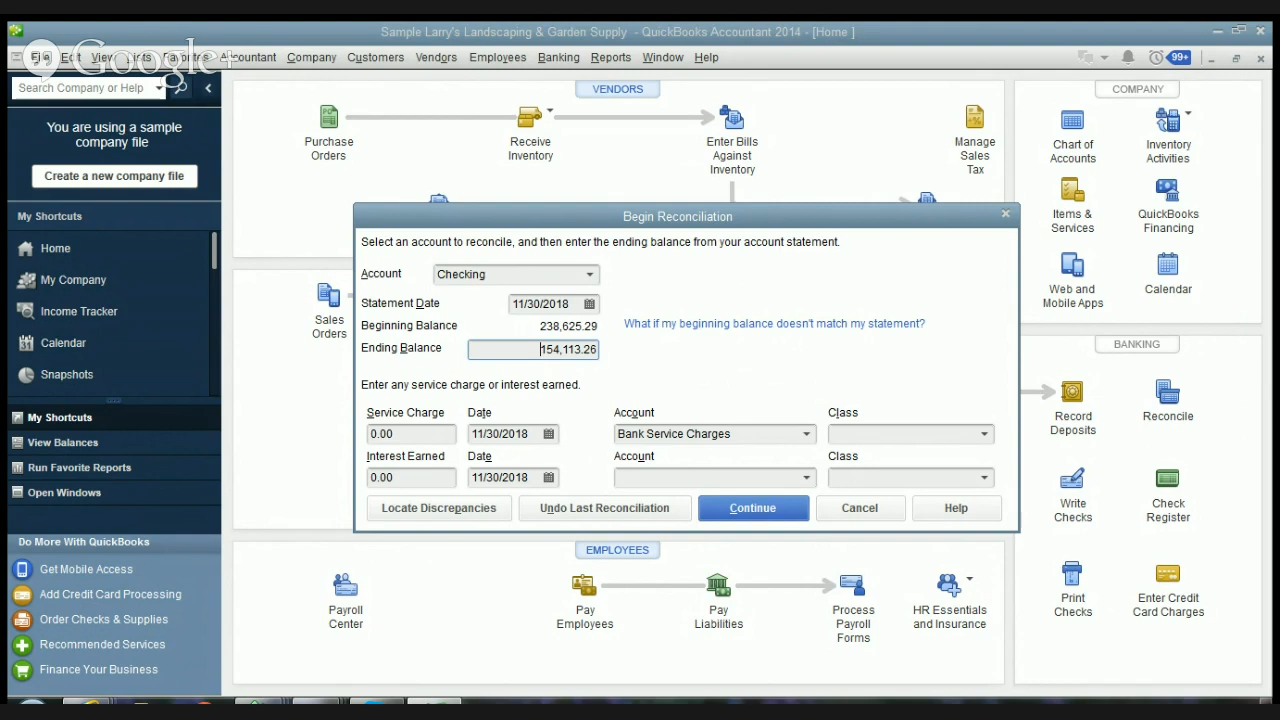 Sample Larry's Landscaping & Garden Supply - QuickBooks Accountant 2014 - [Home ]
Google+
File Edit View Lists Favorites Accountant Company Customers Vendors Employees Banking Reports Window Help
99+
Search Company or Help
You are using a sample
company file
Create a new company file
My Shortcuts
Home
My Company
Income Tracker
Calendar
Snapshots
My Shortcuts
View Balances
Run Favorite Reports
Open Windows
Do More With QuickBooks
Get Mobile Access
Add Credit Card Processing
Order Checks & Supplies
Recommended Services
Finance Your Business
VENDORS
Purchase
Orders
Receive
Inventory
Enter Bills
Against
Inventory
Manage
Sales
Tax
Sales
Orders
Begin Reconciliation
Select an account to reconcile, and then enter the ending balance from your account statement.
Account Checking
Statement Date 11/30/2018
Beginning Balance 238,625.29 What if my beginning balance doesn't match my statement?
Ending Balance 154,113.26
Enter any service charge or interest earned.
Service Charge Date Account Class
0.00 11/30/2018 Bank Service Charges
Interest Earned Date Account Class
0.00 11/30/2018
Locate Discrepancies Undo Last Reconciliation Continue Cancel Help
EMPLOYEES
Payroll
Center
Pay
Employees
Pay
Liabilities
Process
Payroll
Forms
HR Essentials
and Insurance
COMPANY
Chart of
Accounts
Inventory
Activities
Items &
Services
QuickBooks
Financing
Web and
Mobile Apps
Calendar
BANKING
Record
Deposits
Reconcile
Write
Checks
Check
Register
Print
Checks
Enter Credit
Card Charges